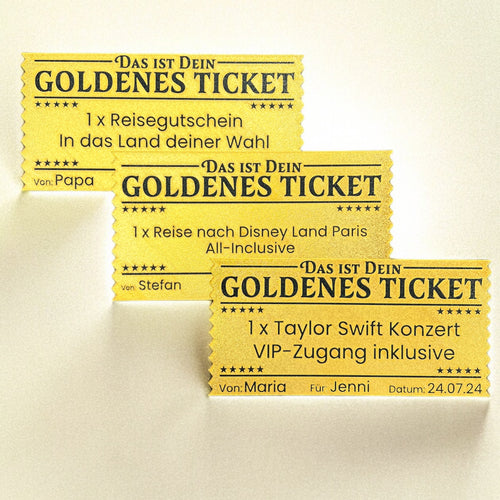 DAS IST DEIN
GOLDENES TICKET
1 x Reisegutschein
In das Land deiner Wahl
Von: Papa
DAS IST DEIN
GOLDENES TICKET
1 x Reise nach Disney Land Paris
All-Inclusive
Von: Stefan
DAS IST DEIN
GOLDENES TICKET
1 x Taylor Swift Konzert
VIP-Zugang inklusive
Von: Maria Für Jenni Datum: 24.07.24